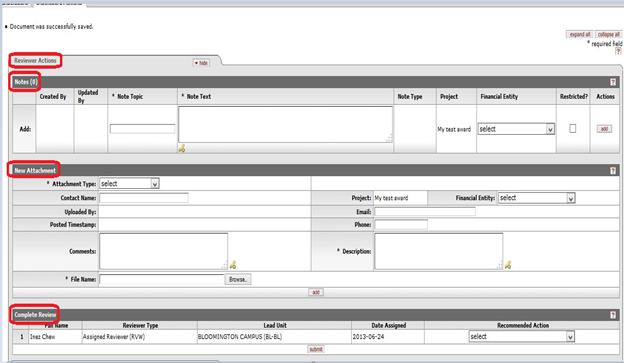 Document was successfully saved.
expand all collapse all
* required field
?
Reviewer Actions ▾ hide
Notes (0) ?
Created By Updated By * Note Topic * Note Text Note Type Project Financial Entity Restricted? Actions
Add: My test award select add
New Attachment ?
* Attachment Type: select
Contact Name: Project: My test award Financial Entity: select
Uploaded By: Email:
Posted Timestamp: Phone:
Comments: * Description:
* File Name: Browse..
add
Complete Review ?
Name Reviewer Type Lead Unit Date Assigned Recommended Action
1 Inez Chew Assigned Reviewer (RVW) BLOOMINGTON CAMPUS (BL-BL) 2013-06-24 select
submit